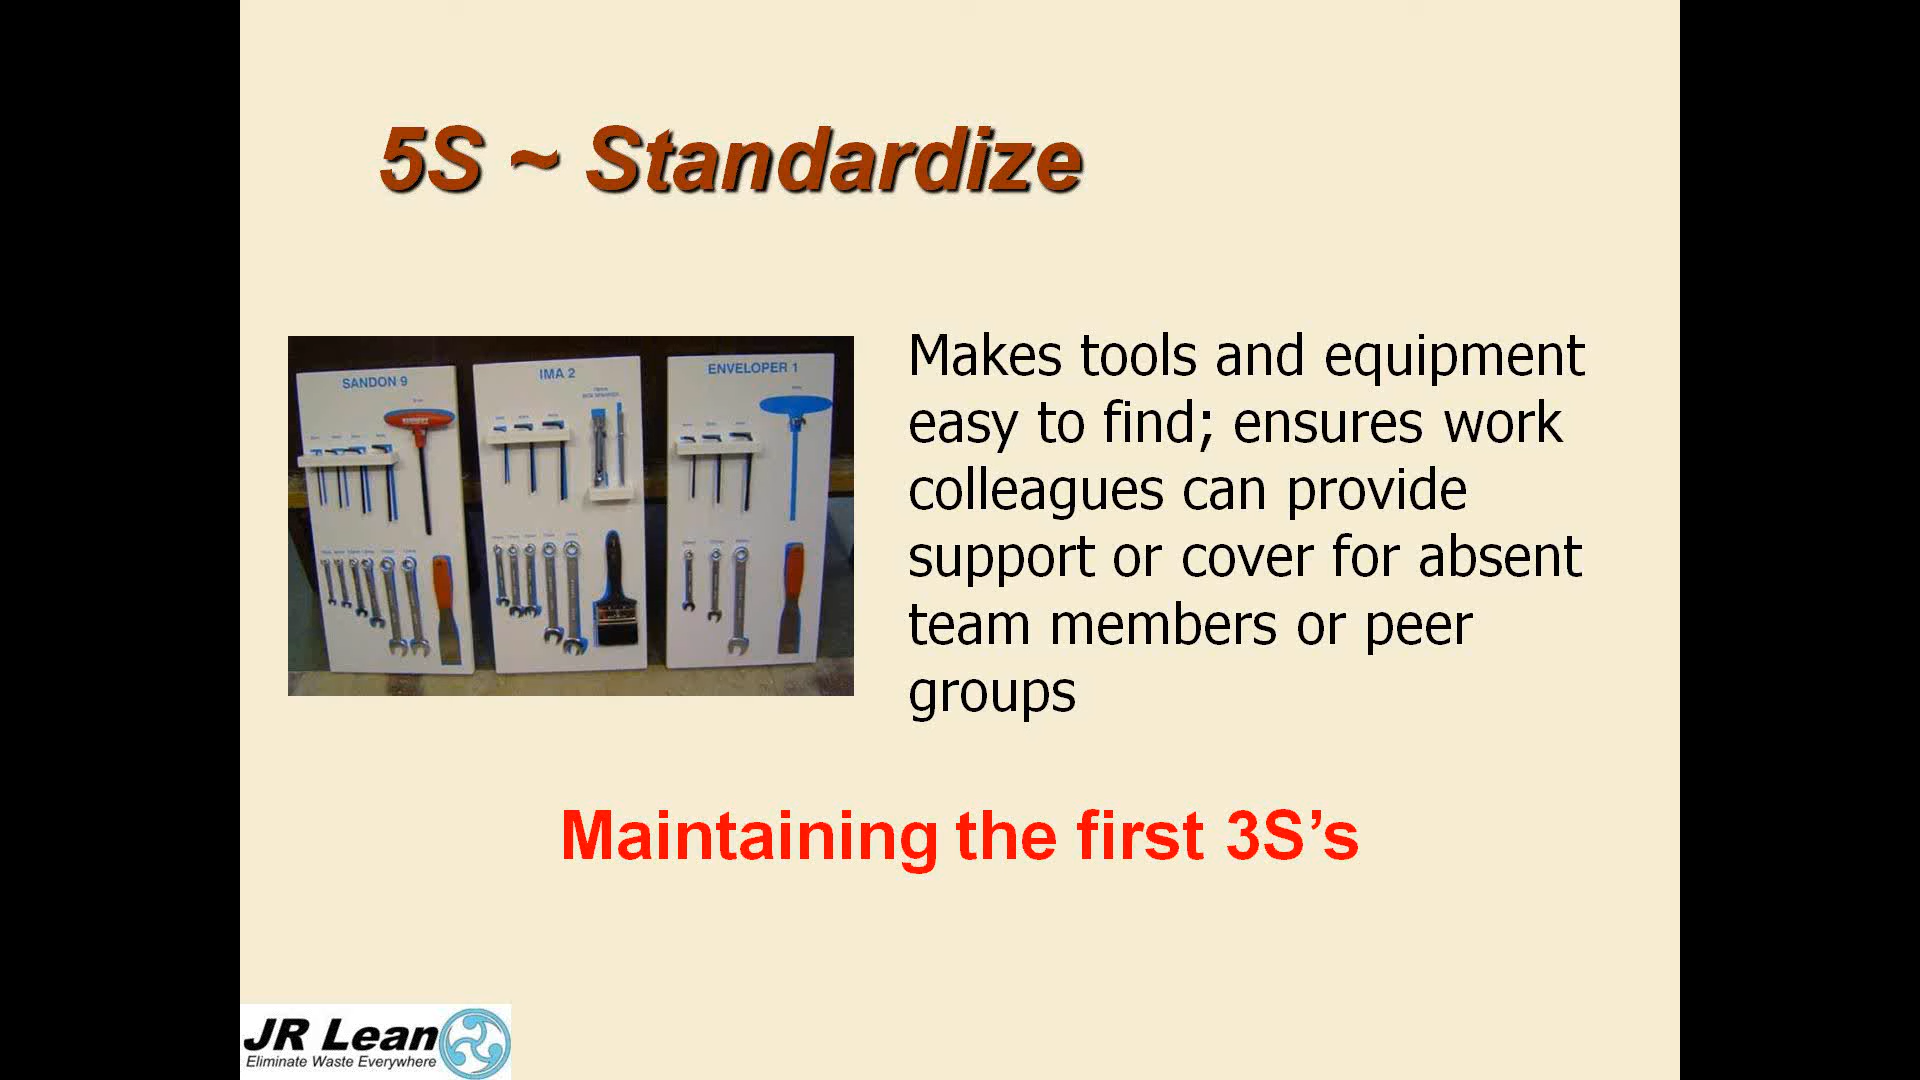 5S ~ Standardize
SANDON 9
IMA 2
ENVELOPER 1
Makes tools and equipment
easy to find; ensures work
colleagues can provide
support or cover for absent
team members or peer
groups
Maintaining the first 3S’s
JR Lean
Eliminate Waste Everywhere